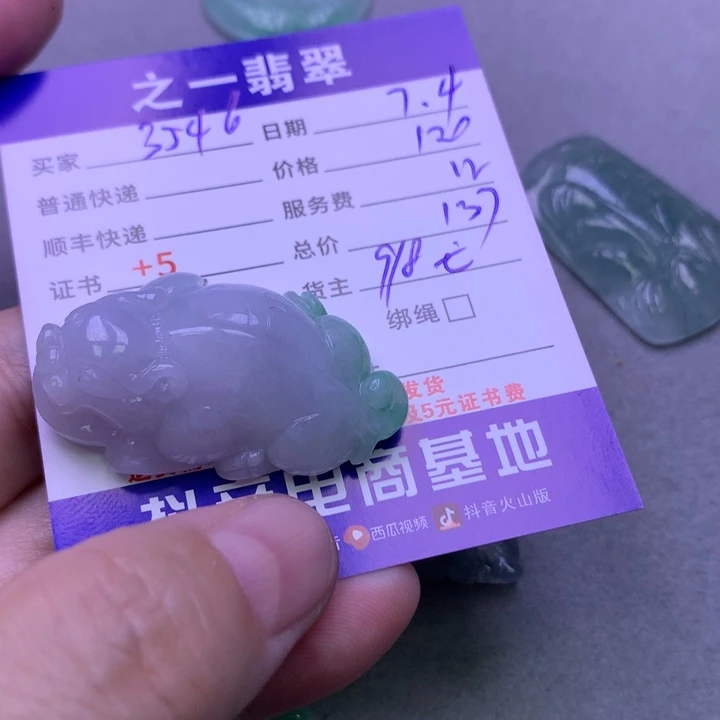 之一翡翠
买家 3546 日期 7.4
普通快递 价格 120
顺丰快递 服务费 12
证书 +5 总价 137
货主 918
绑绳
发货
及5元证书费
抖音电商基地
西瓜视频 抖音火山版